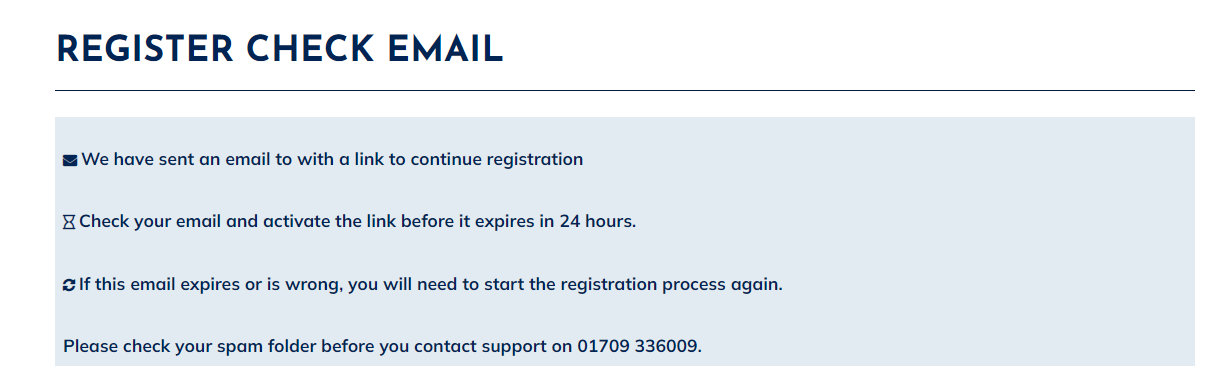 REGISTER CHECK EMAIL
We have sent an email to with a link to continue registration
Check your email and activate the link before it expires in 24 hours.
If this email expires or is wrong, you will need to start the registration process again.
Please check your spam folder before you contact support on 01709 336009.